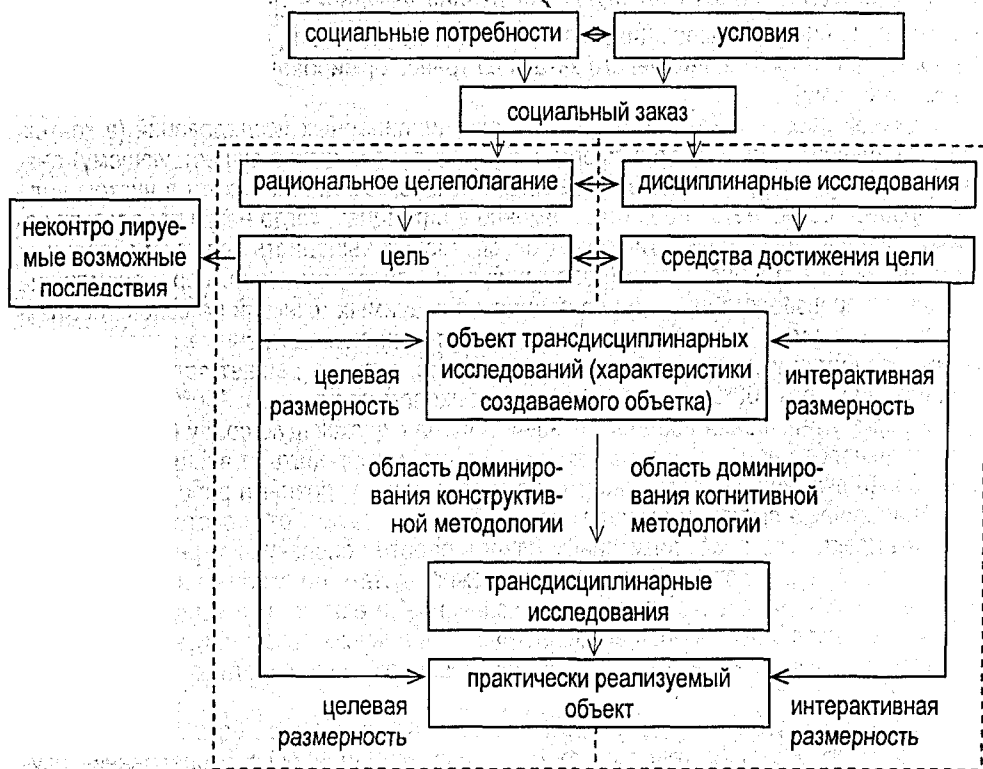 социальные потребности
условия
социальный заказ
рациональное целеполагание
дисциплинарные исследования
неконтро лируе-
мые возможные
последствия
цель
средства достижения цели
объект трансдисциплинарных
исследований (характеристики
создаваемого объетка)
целевая
размерность
интерактивная
размерность
область доминиро-
вания конструктив-
ной методологии
область доминиро-
вания когнитивной
методологии
трансдисциплинарные
исследования
практически реализуемый
объект
целевая
размерность
интерактивная
размерность